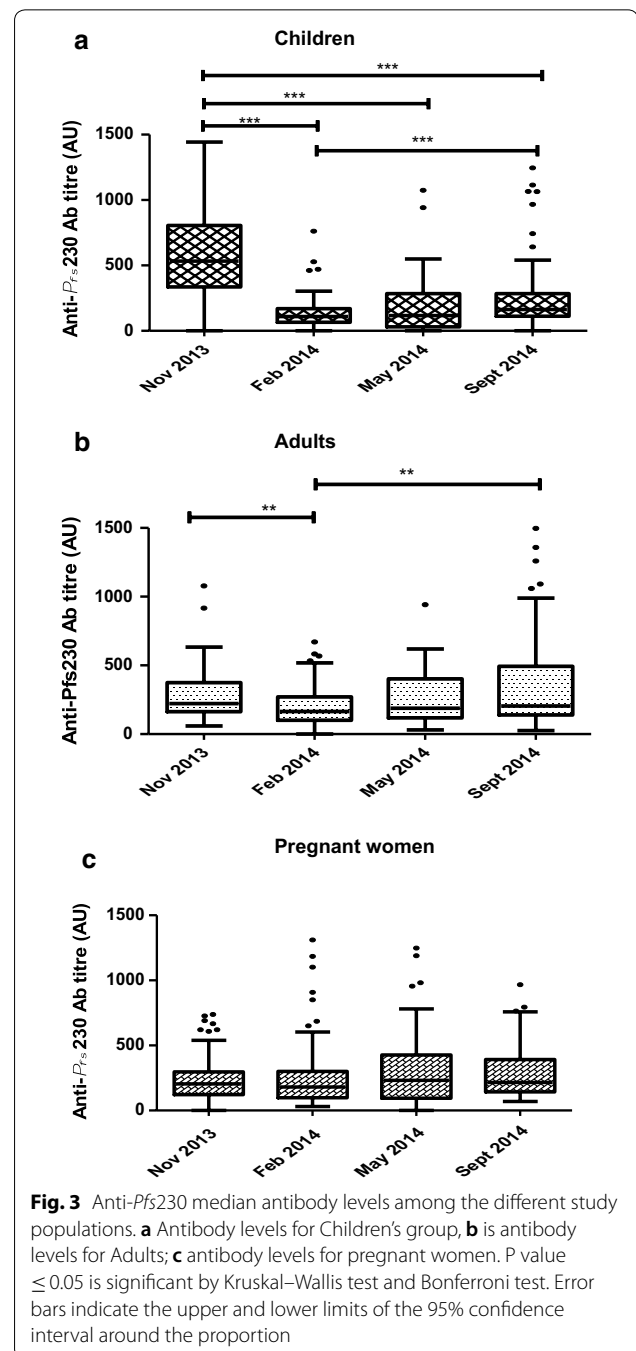 a
Children
***
***
***
***
Anti-Pfs230 Ab titre (AU)
1500
1000
500
0
Nov 2013
Feb 2014
May 2014
Sept 2014
b
Adults
**
**
Anti-Pfs230 Ab titre (AU)
1500
1000
500
0
Nov 2013
Feb 2014
May 2014
Sept 2014
c
Pregnant women
Anti-Pfs 230 Ab titre (AU)
1500
1000
500
0
Nov 2013
Feb 2014
May 2014
Sept 2014
Fig. 3 Anti-Pfs230 median antibody levels among the different study
populations. a Antibody levels for Children's group, b is antibody
levels for Adults; c antibody levels for pregnant women. P value
≤ 0.05 is significant by Kruskal–Wallis test and Bonferroni test. Error
bars indicate the upper and lower limits of the 95% confidence
interval around the proportion